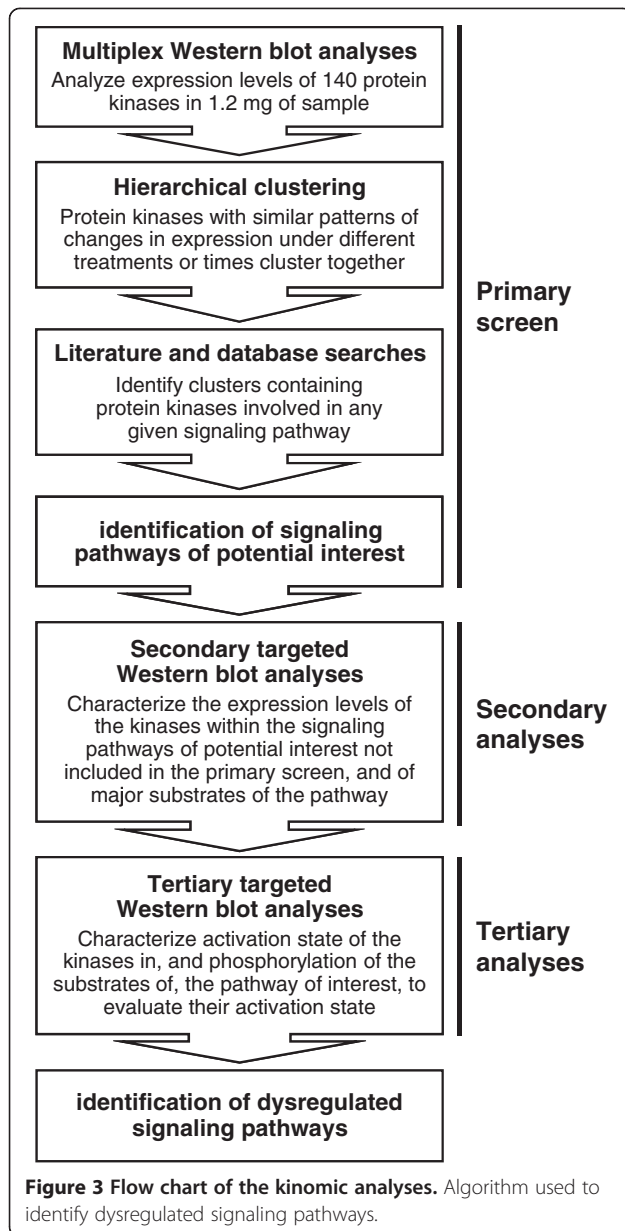 Multiplex Western blot analyses
Analyze expression levels of 140 protein
kinases in 1.2 mg of sample
Hierarchical clustering
Protein kinases with similar patterns of
changes in expression under different
treatments or times cluster together
Literature and database searches
Identify clusters containing
protein kinases involved in any
given signaling pathway
identification of signaling
pathways of potential interest
Primary
screen
Secondary targeted
Western blot analyses
Characterize the expression levels of
the kinases within the signaling
pathways of potential interest not
included in the primary screen, and of
major substrates of the pathway
Secondary
analyses
Tertiary targeted
Western blot analyses
Characterize activation state of the
kinases in, and phosphorylation of the
substrates of, the pathway of interest, to
evaluate their activation state
Tertiary
analyses
identification of dysregulated
signaling pathways
Figure 3 Flow chart of the kinomic analyses. Algorithm used to
identify dysregulated signaling pathways.